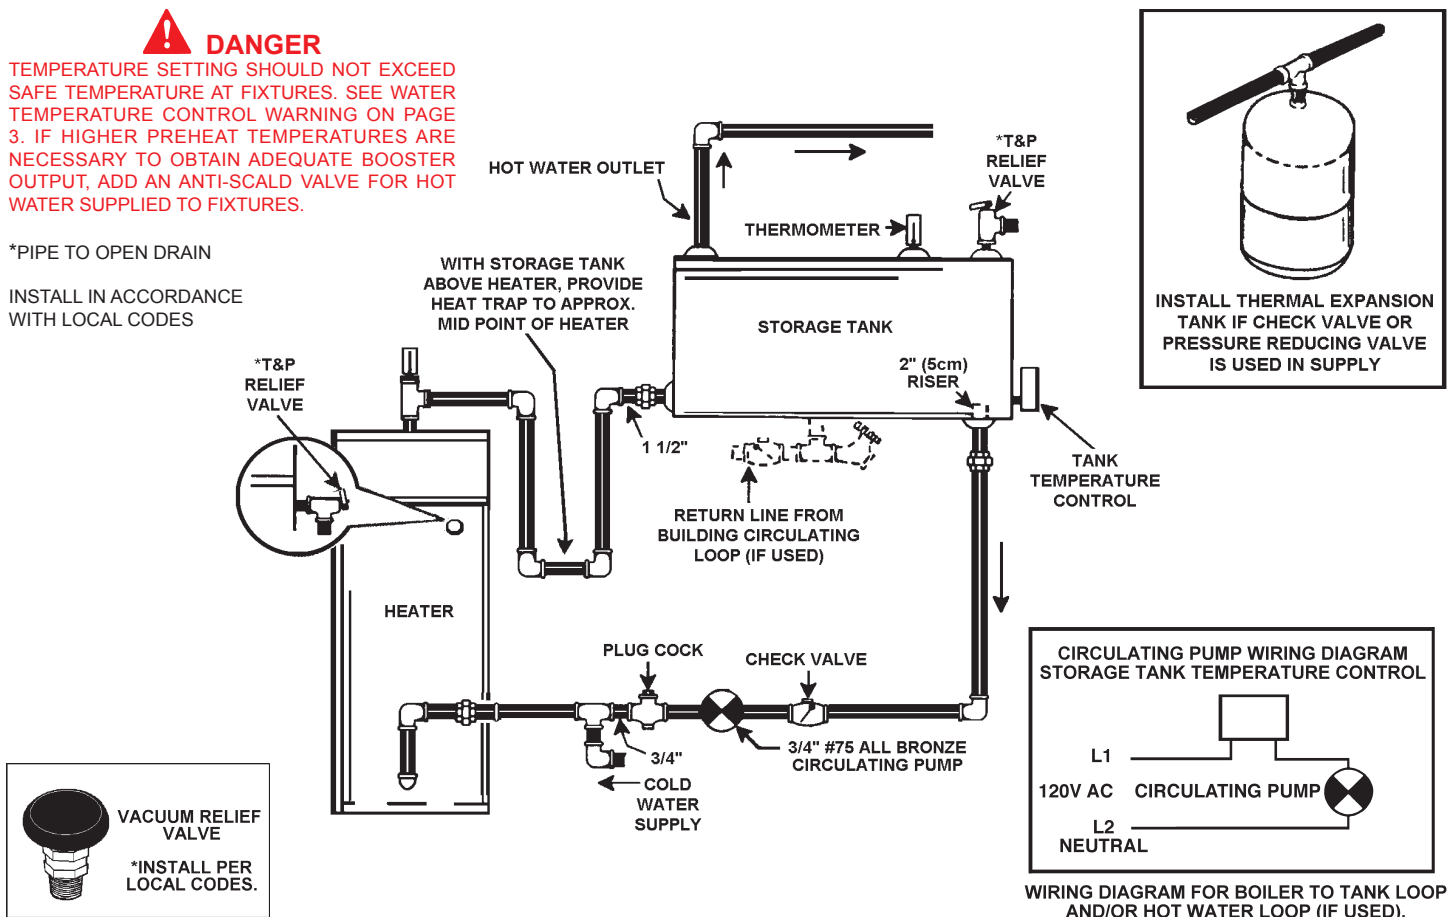 DANGER
TEMPERATURE SETTING SHOULD NOT EXCEED
SAFE TEMPERATURE AT FIXTURES. SEE WATER
TEMPERATURE CONTROL WARNING ON PAGE
3. IF HIGHER PREHEAT TEMPERATURES ARE
NECESSARY TO OBTAIN ADEQUATE BOOSTER
OUTPUT, ADD AN ANTI-SCALD VALVE FOR HOT
WATER SUPPLIED TO FIXTURES.
*PIPE TO OPEN DRAIN
INSTALL IN ACCORDANCE
WITH LOCAL CODES
HOT WATER OUTLET
*T&P
RELIEF
VALVE
THERMOMETER
WITH STORAGE TANK
ABOVE HEATER, PROVIDE
HEAT TRAP TO APPROX.
MID POINT OF HEATER
STORAGE TANK
2" (5cm)
RISER
INSTALL THERMAL EXPANSION
TANK IF CHECK VALVE OR
PRESSURE REDUCING VALVE
IS USED IN SUPPLY
*T&P
RELIEF
VALVE
1 1/2"
TANK
TEMPERATURE
CONTROL
RETURN LINE FROM
BUILDING CIRCULATING
LOOP (IF USED)
HEATER
PLUG COCK
CHECK VALVE
3/4"
3/4" #75 ALL BRONZE
CIRCULATING PUMP
COLD
WATER
SUPPLY
CIRCULATING PUMP WIRING DIAGRAM
STORAGE TANK TEMPERATURE CONTROL
L1
120V AC CIRCULATING PUMP
L2
NEUTRAL
WIRING DIAGRAM FOR BOILER TO TANK LOOP
AND/OR HOT WATER LOOP (IF USED).
VACUUM RELIEF
VALVE
*INSTALL PER
LOCAL CODES.